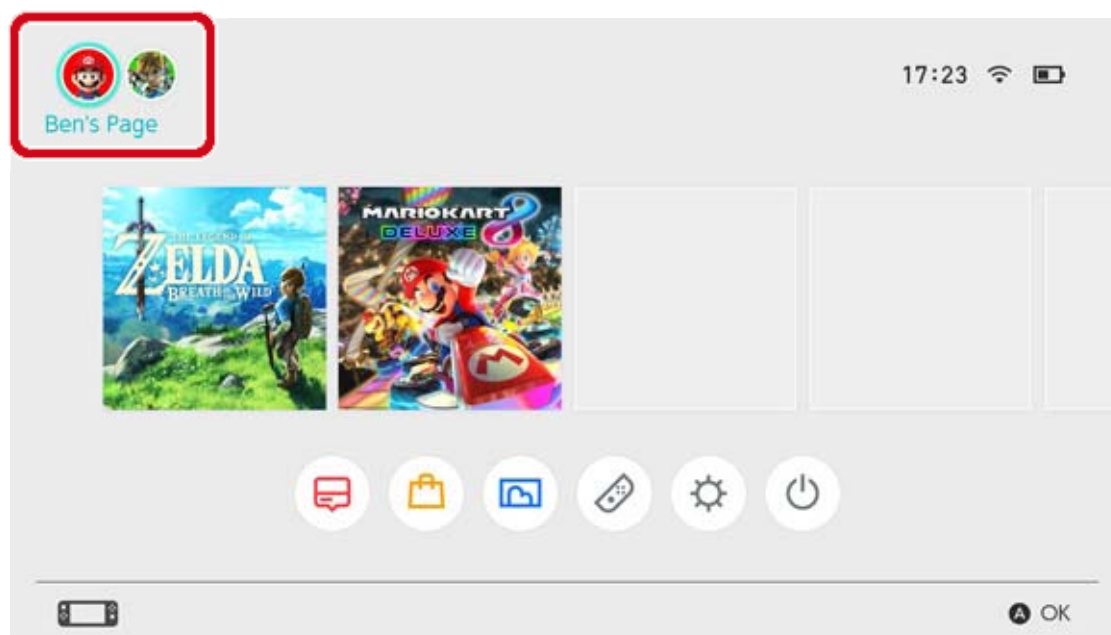 Ben's Page
17:23
THE LEGEND OF
ZELDA
BREATH OF THE WILD
MARIOKART 8
DELUXE
M
A OK